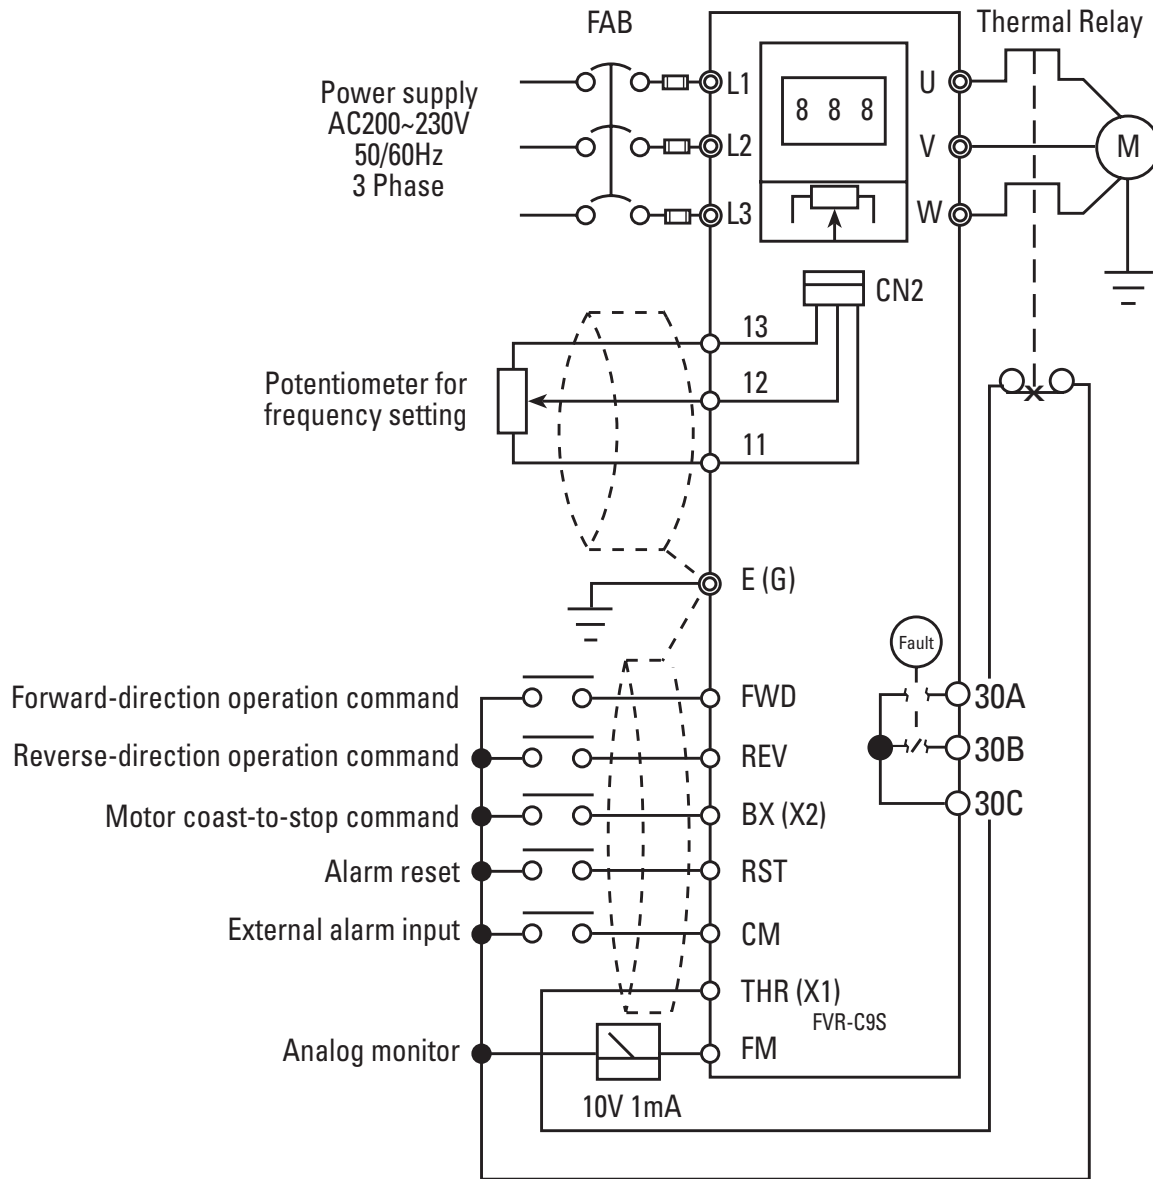 FAB
Thermal Relay
Power supply
AC200~230V
50/60Hz
3 Phase
L1
L2
L3
8 8 8
U
V
W
M
CN2
13
12
11
Potentiometer for
frequency setting
E (G)
Fault
30A
30B
30C
Forward-direction operation command
FWD
Reverse-direction operation command
REV
Motor coast-to-stop command
BX (X2)
Alarm reset
RST
External alarm input
CM
THR (X1)
FVR-C9S
Analog monitor
FM
10V 1mA